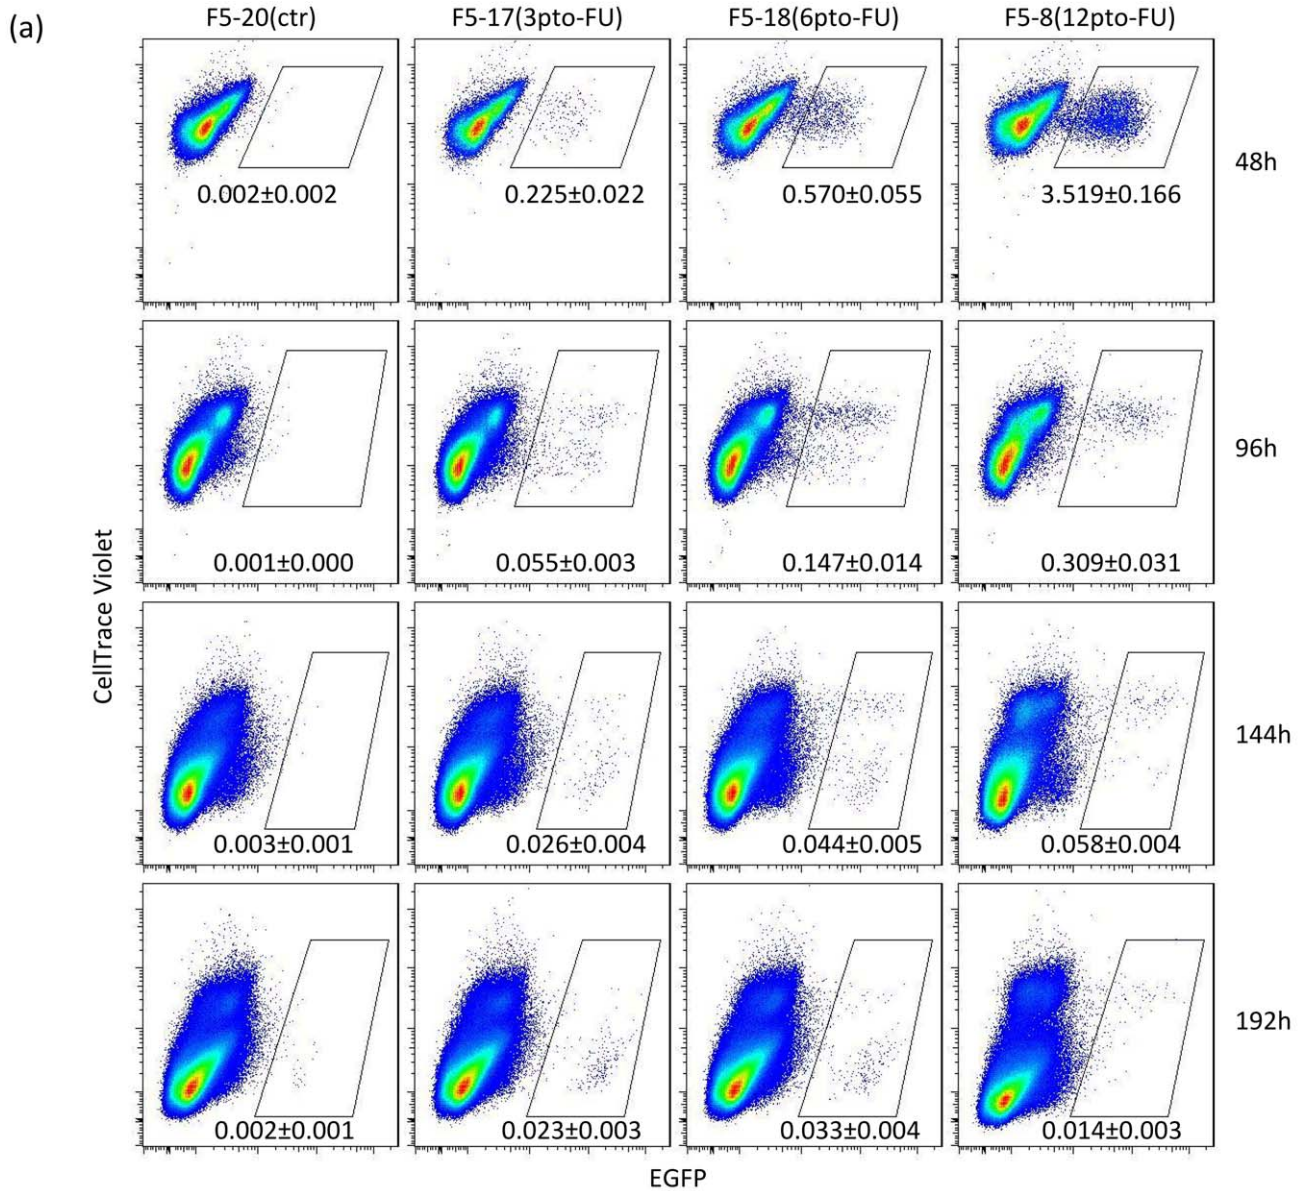 (a)
F5-20(ctr) F5-17(3pto-FU) F5-18(6pto-FU) F5-8(12pto-FU)
0.002±0.002 0.225±0.022 0.570±0.055 3.519±0.166
48h
0.001±0.000 0.055±0.003 0.147±0.014 0.309±0.031
96h
CellTrace Violet
0.003±0.001 0.026±0.004 0.044±0.005 0.058±0.004
144h
0.002±0.001 0.023±0.003 0.033±0.004 0.014±0.003
192h
EGFP